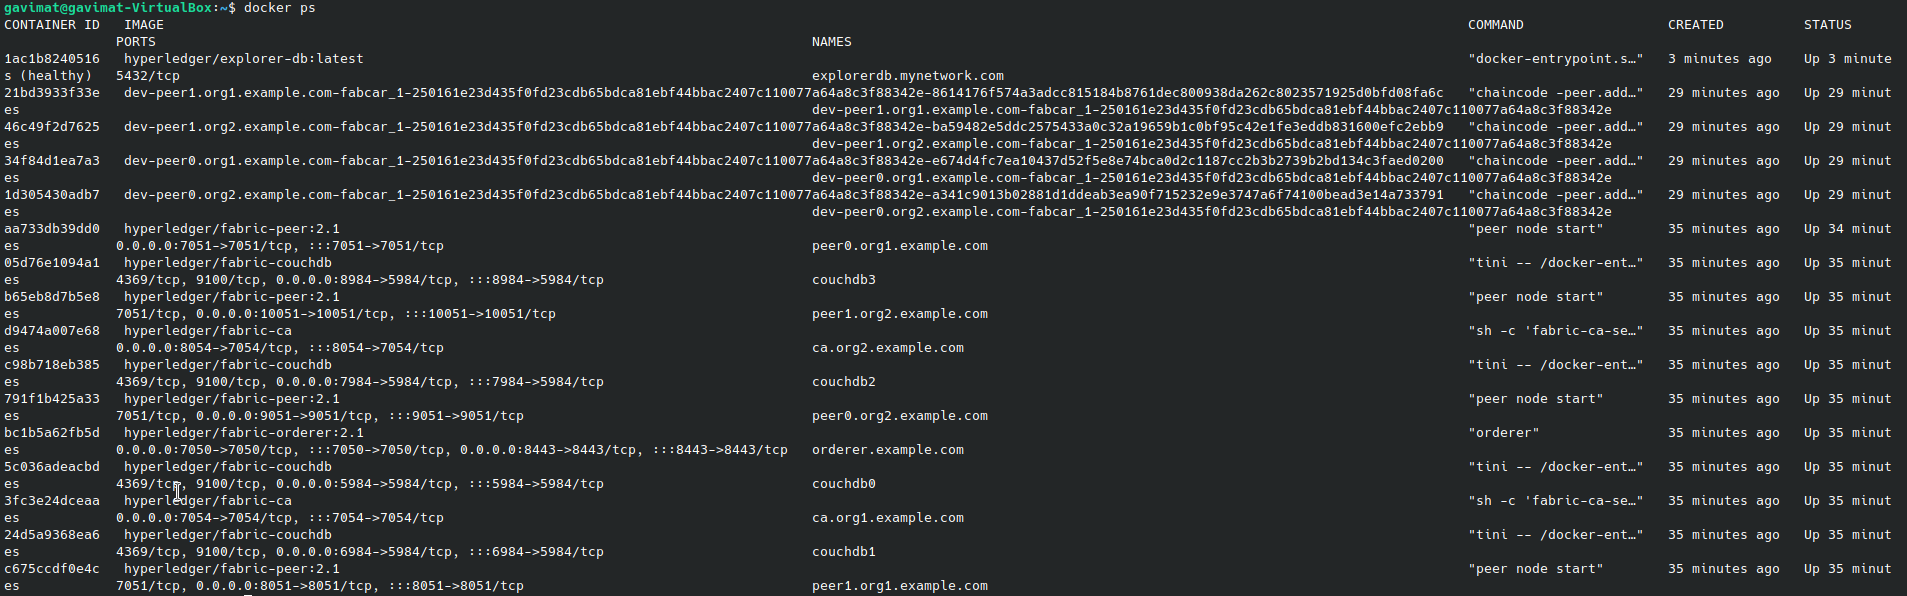 gavimat@gavimat-VirtualBox:~$ docker ps
CONTAINER ID   IMAGE   COMMAND   CREATED   STATUS
PORTS   NAMES
1ac1b8240516   hyperledger/explorer-db:latest   "docker-entrypoint.s…"   3 minutes ago   Up 3 minute
s (healthy)   5432/tcp   explorerdb.mynetwork.com
21bd3933f33e   dev-peer1.org1.example.com-fabcar_1-250161e23d435f0fd23cdb65bdca81ebf44bbac2407c110077a64a8c3f88342e-8614176f574a3adcc815184b8761dec800938da262c8023571925d0bfd08fa6c   "chaincode -peer.add…"   29 minutes ago   Up 29 minut
es   dev-peer1.org1.example.com-fabcar_1-250161e23d435f0fd23cdb65bdca81ebf44bbac2407c110077a64a8c3f88342e
46c49f2d7625   dev-peer1.org2.example.com-fabcar_1-250161e23d435f0fd23cdb65bdca81ebf44bbac2407c110077a64a8c3f88342e-ba59482e5ddc2575433a0c32a19659b1c0bf95c42e1fe3eddb831600efc2ebb9   "chaincode -peer.add…"   29 minutes ago   Up 29 minut
es   dev-peer1.org2.example.com-fabcar_1-250161e23d435f0fd23cdb65bdca81ebf44bbac2407c110077a64a8c3f88342e
34f84d1ea7a3   dev-peer0.org1.example.com-fabcar_1-250161e23d435f0fd23cdb65bdca81ebf44bbac2407c110077a64a8c3f88342e-e674d4fc7ea10437d52f5e8e74bca0d2c1187cc2b3b2739b2bd134c3faed0200   "chaincode -peer.add…"   29 minutes ago   Up 29 minut
es   dev-peer0.org1.example.com-fabcar_1-250161e23d435f0fd23cdb65bdca81ebf44bbac2407c110077a64a8c3f88342e
1d305430adb7   dev-peer0.org2.example.com-fabcar_1-250161e23d435f0fd23cdb65bdca81ebf44bbac2407c110077a64a8c3f88342e-a341c9013b02881d1ddeab3ea90f715232e9e3747a6f74100bead3e14a733791   "chaincode -peer.add…"   29 minutes ago   Up 29 minut
es   dev-peer0.org2.example.com-fabcar_1-250161e23d435f0fd23cdb65bdca81ebf44bbac2407c110077a64a8c3f88342e
aa733db39dd0   hyperledger/fabric-peer:2.1   "peer node start"   35 minutes ago   Up 34 minut
es   0.0.0.0:7051->7051/tcp, :::7051->7051/tcp   peer0.org1.example.com
05d76e1094a1   hyperledger/fabric-couchdb   "tini -- /docker-ent…"   35 minutes ago   Up 35 minut
es   4369/tcp, 9100/tcp, 0.0.0.0:8984->5984/tcp, :::8984->5984/tcp   couchdb3
b65eb8d7b5e8   hyperledger/fabric-peer:2.1   "peer node start"   35 minutes ago   Up 35 minut
es   7051/tcp, 0.0.0.0:10051->10051/tcp, :::10051->10051/tcp   peer1.org2.example.com
d9474a007e68   hyperledger/fabric-ca   "sh -c 'fabric-ca-se…"   35 minutes ago   Up 35 minut
es   0.0.0.0:8054->7054/tcp, :::8054->7054/tcp   ca.org2.example.com
c98b718eb385   hyperledger/fabric-couchdb   "tini -- /docker-ent…"   35 minutes ago   Up 35 minut
es   4369/tcp, 9100/tcp, 0.0.0.0:7984->5984/tcp, :::7984->5984/tcp   couchdb2
791f1b425a33   hyperledger/fabric-peer:2.1   "peer node start"   35 minutes ago   Up 35 minut
es   7051/tcp, 0.0.0.0:9051->9051/tcp, :::9051->9051/tcp   peer0.org2.example.com
bc1b5a62fb5d   hyperledger/fabric-orderer:2.1   "orderer"   35 minutes ago   Up 35 minut
es   0.0.0.0:7050->7050/tcp, :::7050->7050/tcp, 0.0.0.0:8443->8443/tcp, :::8443->8443/tcp   orderer.example.com
5c036adeacbd   hyperledger/fabric-couchdb   "tini -- /docker-ent…"   35 minutes ago   Up 35 minut
es   4369/tcp, 9100/tcp, 0.0.0.0:5984->5984/tcp, :::5984->5984/tcp   couchdb0
3fc3e24dceaa   hyperledger/fabric-ca   "sh -c 'fabric-ca-se…"   35 minutes ago   Up 35 minut
es   0.0.0.0:7054->7054/tcp, :::7054->7054/tcp   ca.org1.example.com
24d5a9368ea6   hyperledger/fabric-couchdb   "tini -- /docker-ent…"   35 minutes ago   Up 35 minut
es   4369/tcp, 9100/tcp, 0.0.0.0:6984->5984/tcp, :::6984->5984/tcp   couchdb1
c675ccdf0e4c   hyperledger/fabric-peer:2.1   "peer node start"   35 minutes ago   Up 35 minut
es   7051/tcp, 0.0.0.0:8051->8051/tcp, :::8051->8051/tcp   peer1.org1.example.com